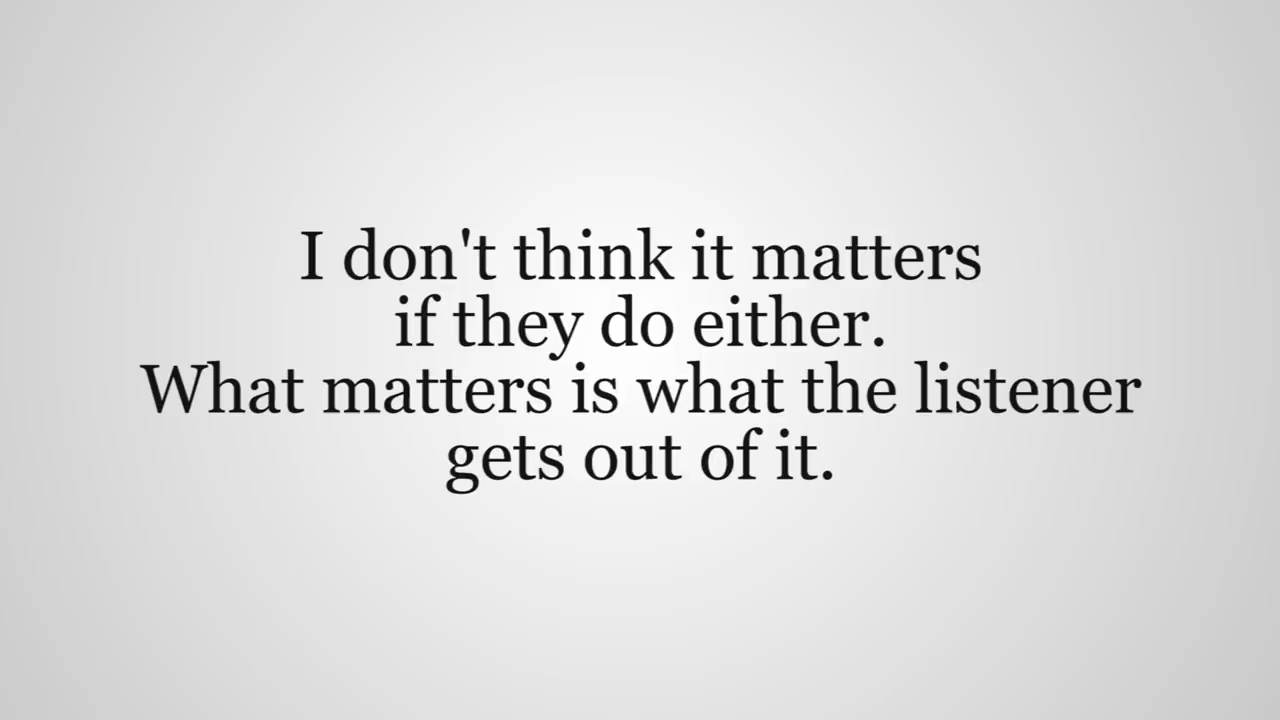 I don't think it matters
if they do either.
What matters is what the listener
gets out of it.